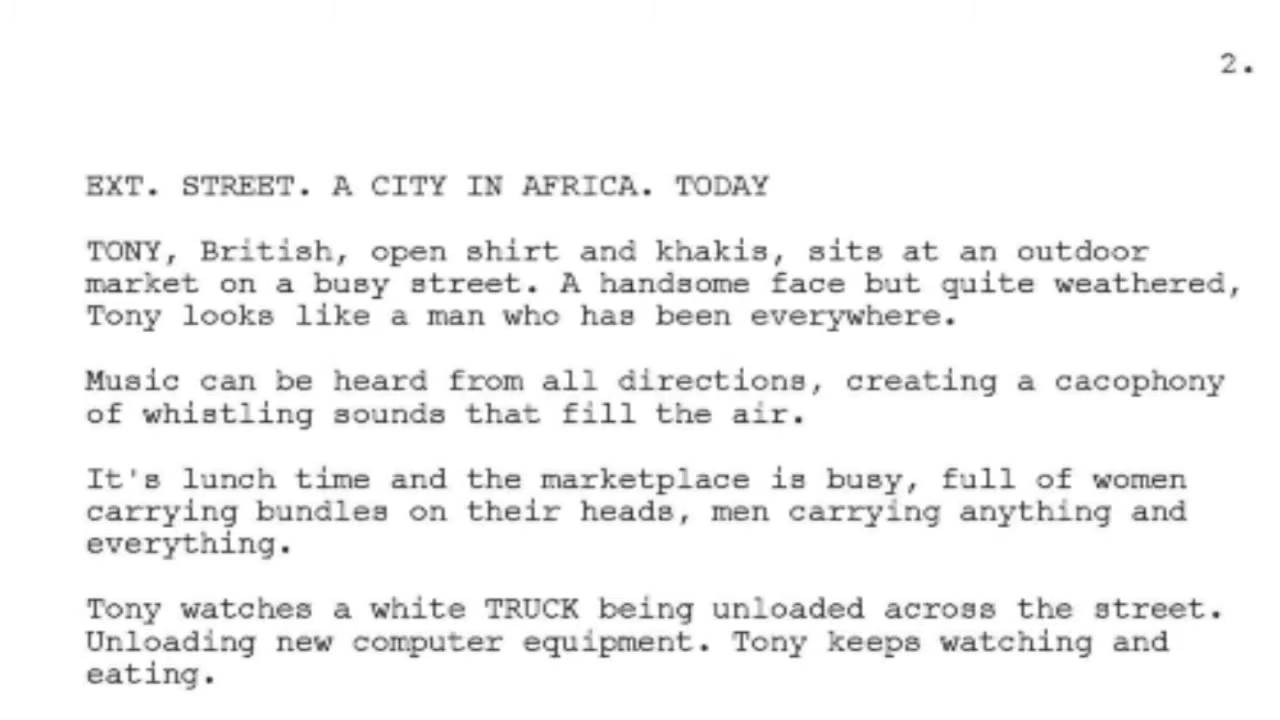 2.
EXT. STREET. A CITY IN AFRICA. TODAY
TONY, British, open shirt and khakis, sits at an outdoor
market on a busy street. A handsome face but quite weathered,
Tony looks like a man who has been everywhere.
Music can be heard from all directions, creating a cacophony
of whistling sounds that fill the air.
It's lunch time and the marketplace is busy, full of women
carrying bundles on their heads, men carrying anything and
everything.
Tony watches a white TRUCK being unloaded across the street.
Unloading new computer equipment. Tony keeps watching and
eating.